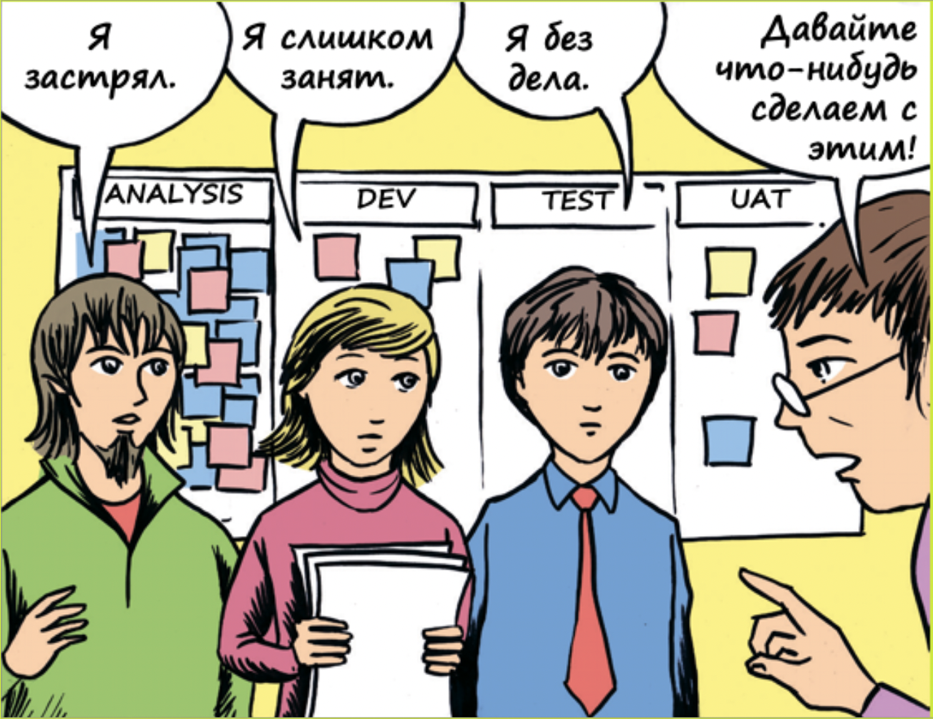 Я
застрял.
Я слишком
занят.
Я без
дела.
Давайте
что-нибудь
сделаем с
этим!
ANALYSIS
DEV
TEST
UAT